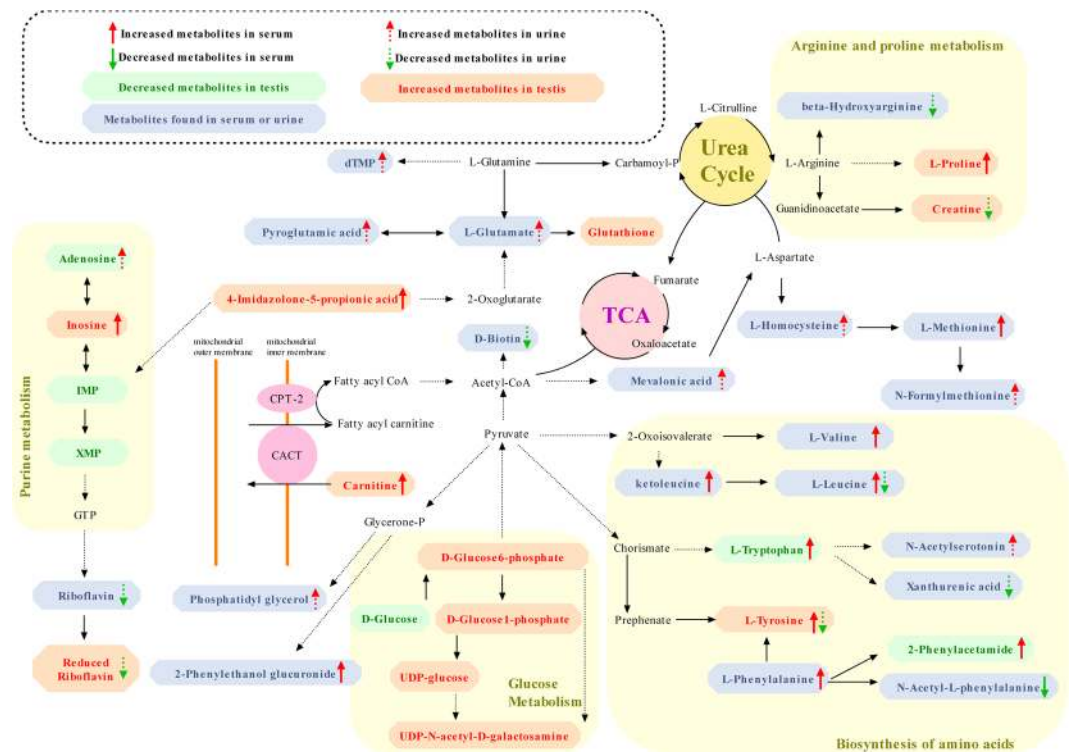 Increased metabolites in serum
Decreased metabolites in serum
Decreased metabolites in testis
Metabolites found in serum or urine
Increased metabolites in urine
Decreased metabolites in urine
Increased metabolites in testis
Arginine and proline metabolism
L-Citrulline
beta-Hydroxyarginine
dTMP
L-Glutamine
Carbamoyl-P
Urea
Cycle
L-Arginine
L-Proline
Guanidinoacetate
Creatine
Pyroglutamic acid
L-Glutamate
Glutathione
Adenosine
L-Aspartate
Fumarate
4-Imidazolone-5-propionic acid
2-Oxoglutarate
TCA
Inosine
D-Biotin
Oxaloacetate
L-Homocysteine
L-Methionine
mitochondrial
outer membrane
mitochondrial
inner membrane
Fatty acyl CoA
Acetyl-CoA
Mevalonic acid
N-Formylmethionine
IMP
CPT-2
Fatty acyl carnitine
Pyruvate
2-Oxoisovalerate
L-Valine
XMP
CACT
Purine metabolism
Carnitine
ketoleucine
L-Leucine
GTP
Glycerone-P
Chorismate
L-Tryptophan
N-Acetylserotonin
D-Glucose6-phosphate
Xanthurenic acid
Riboflavin
Phosphatidyl glycerol
D-Glucose
D-Glucose1-phosphate
Prephenate
L-Tyrosine
2-Phenylacetamide
Reduced
Riboflavin
2-Phenylethanol glucuronide
UDP-glucose
Glucose
Metabolism
L-Phenylalanine
N-Acetyl-L-phenylalanine
UDP-N-acetyl-D-galactosamine
Biosynthesis of amino acids